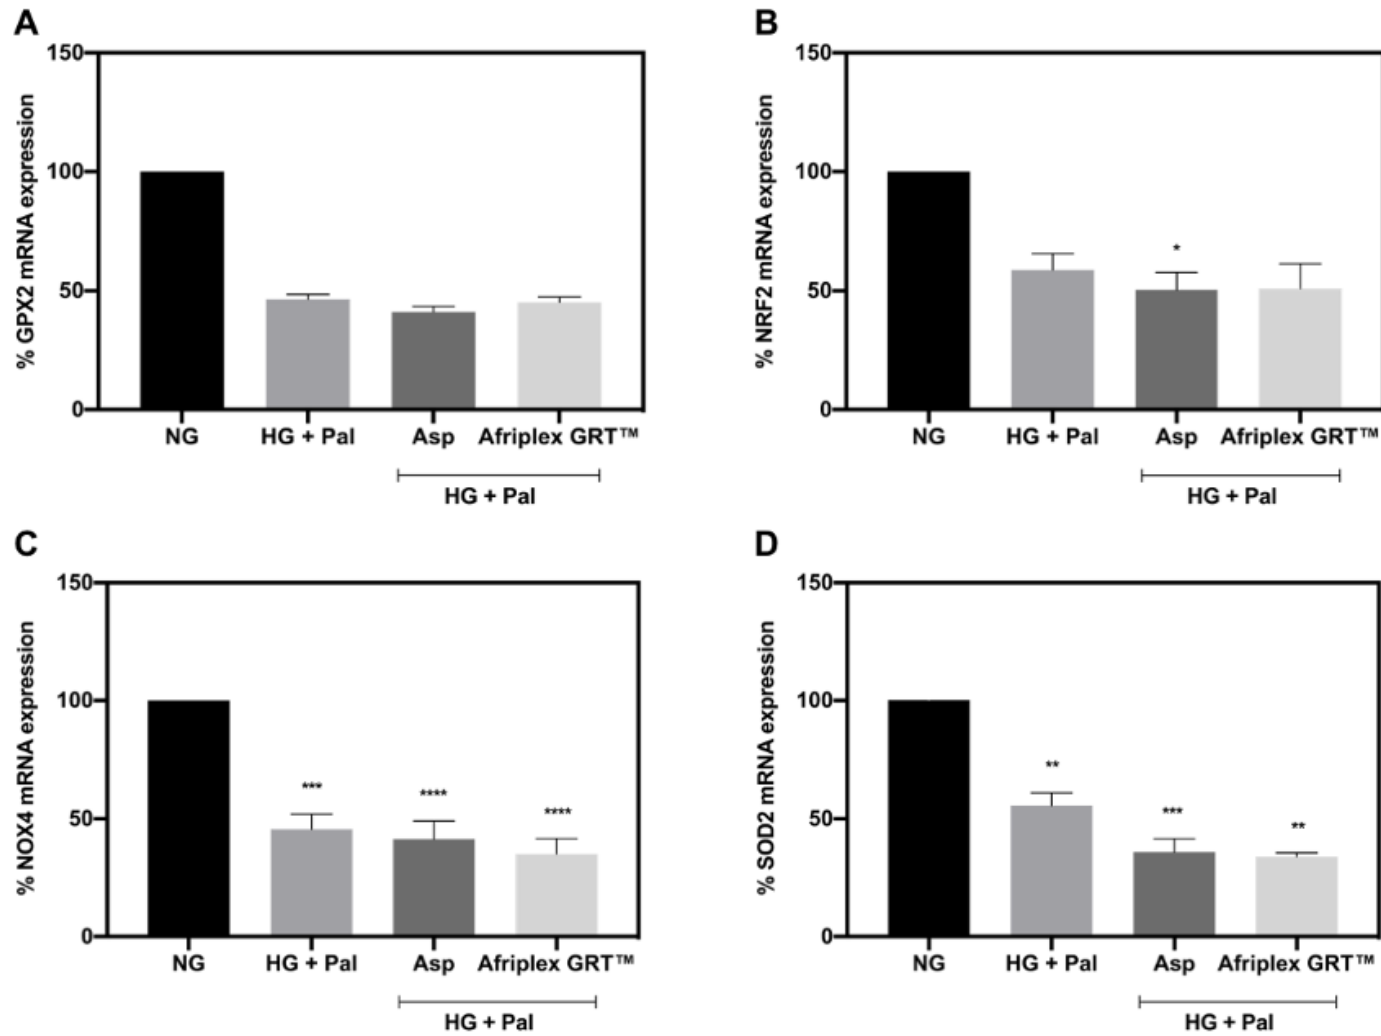 A
B
150
100
50
0
% GPX2 mRNA expression
NG HG + Pal Asp Afriplex GRT™
HG + Pal
150
100
50
0
% NRF2 mRNA expression
*
NG HG + Pal Asp Afriplex GRT™
HG + Pal
C
D
150
100
50
0
% NOX4 mRNA expression
*** **** ****
NG HG + Pal Asp Afriplex GRT™
HG + Pal
150
100
50
0
% SOD2 mRNA expression
** *** **
NG HG + Pal Asp Afriplex GRT™
HG + Pal